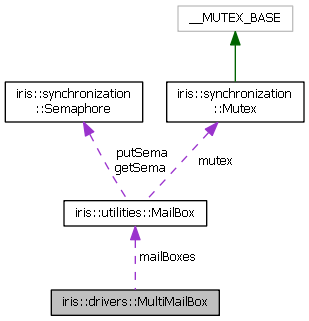 __MUTEX_BASE
iris::synchronization
::Semaphore
iris::synchronization
::Mutex
putSema
getSema
mutex
iris::utilities::MailBox
mailBoxes
iris::drivers::MultiMailBox